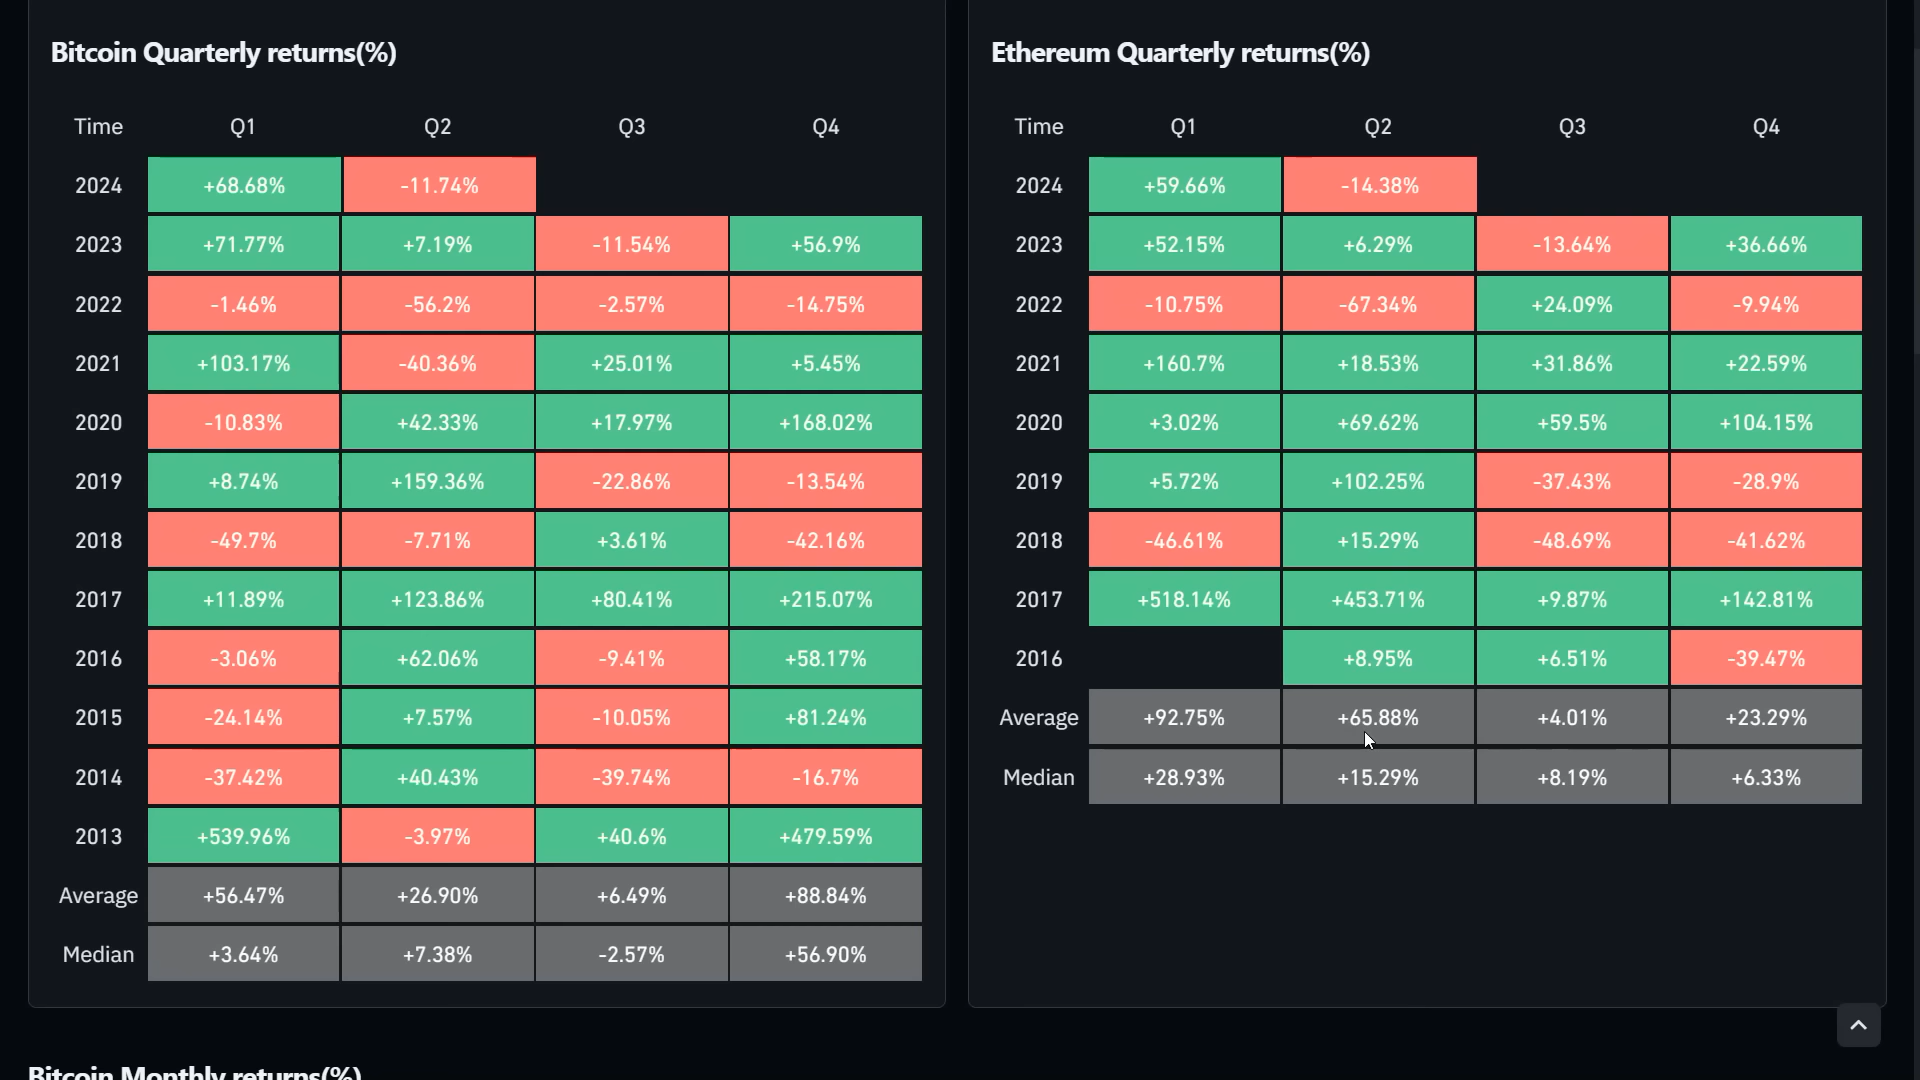 Bitcoin Quarterly returns(%)
Time Q1 Q2 Q3 Q4
2024 +68.68% -11.74%
2023 +71.77% +7.19% -11.54% +56.9%
2022 -1.46% -56.2% -2.57% -14.75%
2021 +103.17% -40.36% +25.01% +5.45%
2020 -10.83% +42.33% +17.97% +168.02%
2019 +8.74% +159.36% -22.86% -13.54%
2018 -49.7% -7.71% +3.61% -42.16%
2017 +11.89% +123.86% +80.41% +215.07%
2016 -3.06% +62.06% -9.41% +58.17%
2015 -24.14% +7.57% -10.05% +81.24%
2014 -37.42% +40.43% -39.74% -16.7%
2013 +539.96% -3.97% +40.6% +479.59%
Average +56.47% +26.90% +6.49% +88.84%
Median +3.64% +7.38% -2.57% +56.90%
Ethereum Quarterly returns(%)
Time Q1 Q2 Q3 Q4
2024 +59.66% -14.38%
2023 +52.15% +6.29% -13.64% +36.66%
2022 -10.75% -67.34% +24.09% -9.94%
2021 +160.7% +18.53% +31.86% +22.59%
2020 +3.02% +69.62% +59.5% +104.15%
2019 +5.72% +102.25% -37.43% -28.9%
2018 -46.61% +15.29% -48.69% -41.62%
2017 +518.14% +453.71% +9.87% +142.81%
2016 +8.95% +6.51% -39.47%
Average +92.75% +65.88% +4.01% +23.29%
Median +28.93% +15.29% +8.19% +6.33%
Bitcoin Monthly returns(%)